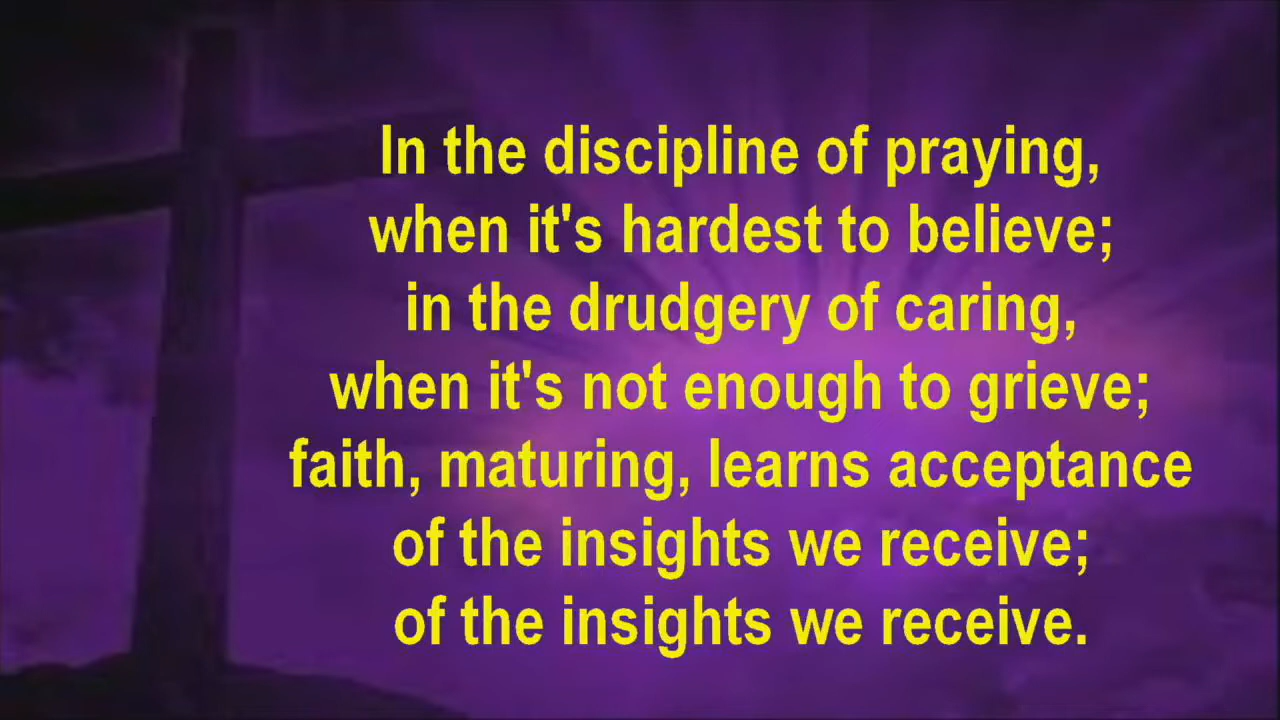 In the discipline of praying,
when it's hardest to believe;
in the drudgery of caring,
when it's not enough to grieve;
faith, maturing, learns acceptance
of the insights we receive;
of the insights we receive.